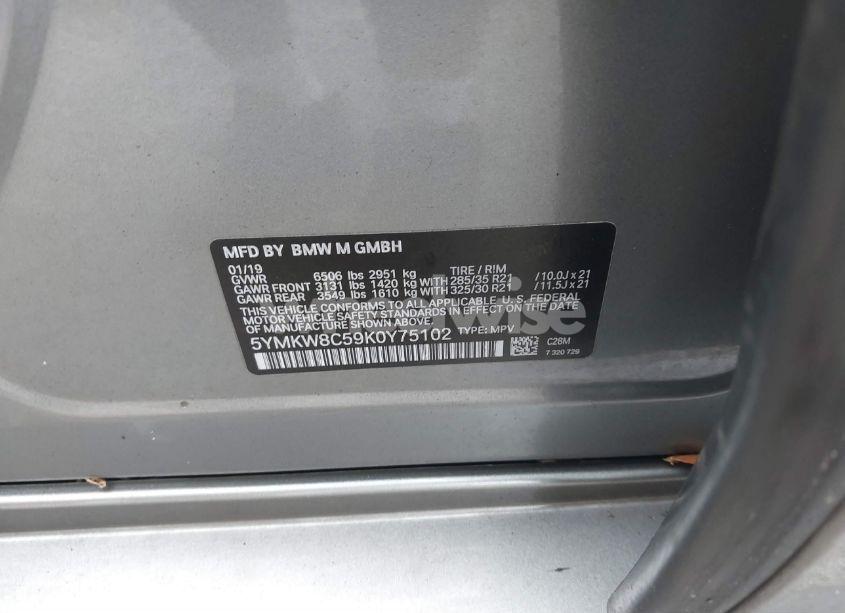 MFD BY BMW M GMBH
01/19
GVWR 6506 lbs 2951 kg TIRE / RIM
GAWR FRONT 3131 lbs 1420 kg WITH 285/35 R21 / 10.0J x 21
GAWR REAR 3549 lbs 1610 kg WITH 325/30 R21 / 11.5J x 21
THIS VEHICLE CONFORMS TO ALL APPLICABLE U.S. FEDERAL
MOTOR VEHICLE SAFETY STANDARDS IN EFFECT ON THE DATE
OF MANUFACTURE SHOWN ABOVE.
5YMKW8C59K0Y75102 TYPE: MPV
C28M
7 320 729